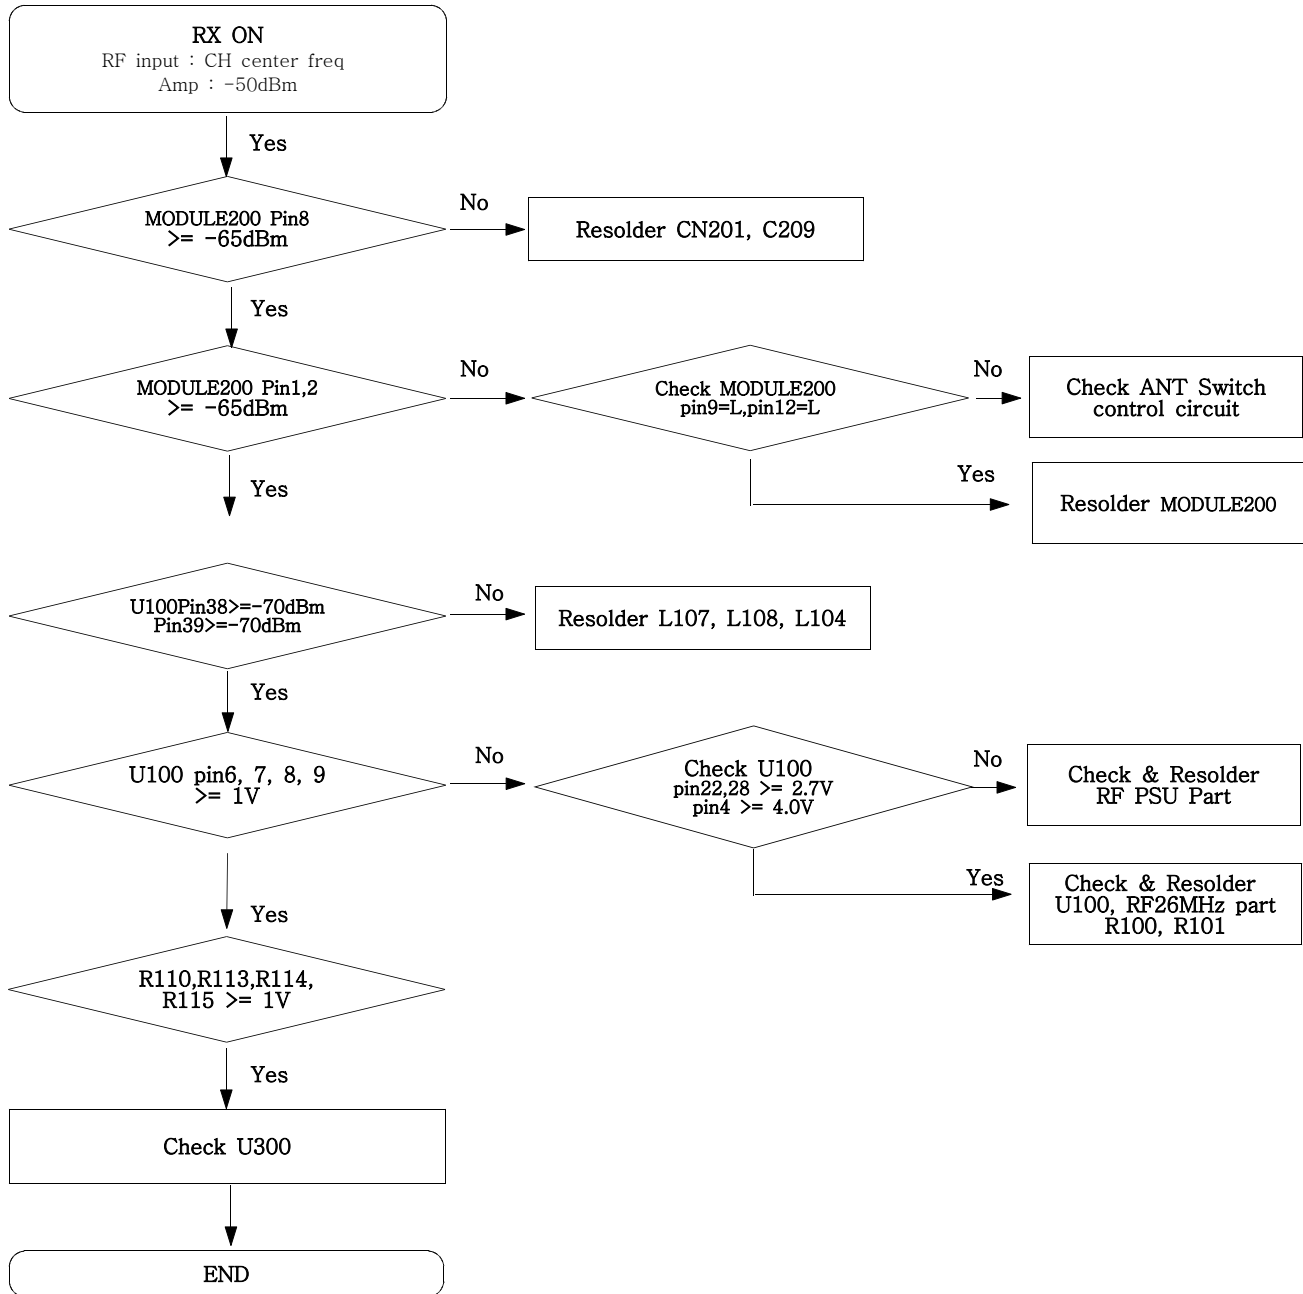 RX ON
RF input : CH center freq
Amp : -50dBm
Yes
MODULE200 Pin8
>= -65dBm
No
Resolder CN201, C209
Yes
MODULE200 Pin1,2
>= -65dBm
No
Check MODULE200
pin9=L,pin12=L
No
Check ANT Switch
control circuit
Yes
Resolder MODULE200
Yes
U100Pin38>=-70dBm
Pin39>=-70dBm
No
Resolder L107, L108, L104
Yes
U100 pin6, 7, 8, 9
>= 1V
No
Check U100
pin22,28 >= 2.7V
pin4 >= 4.0V
No
Check & Resolder
RF PSU Part
Yes
Check & Resolder
U100, RF26MHz part
R100, R101
Yes
R110,R113,R114,
R115 >= 1V
Yes
Check U300
END